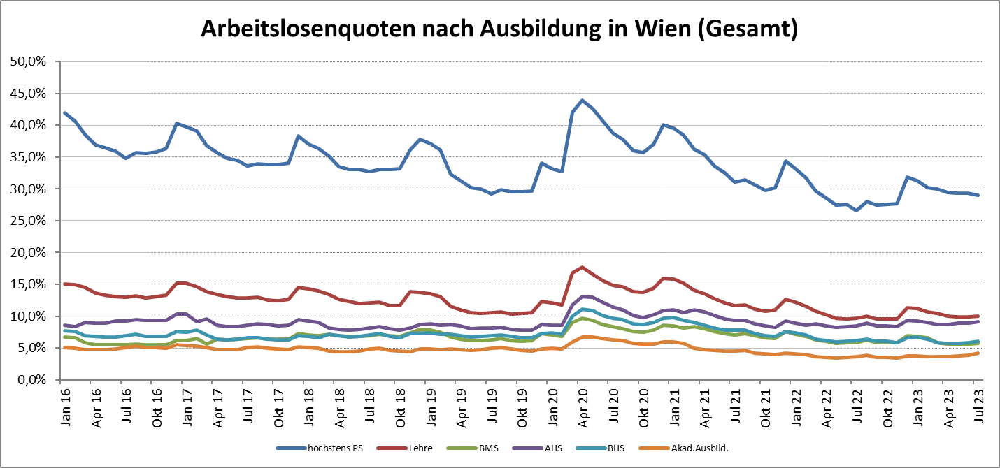 Arbeitslosenquoten nach Ausbildung in Wien (Gesamt)
50,0%
45,0%
40,0%
35,0%
30,0%
25,0%
20,0%
15,0%
10,0%
5,0%
0,0%
Jan 16
Apr 16
Jul 16
Okt 16
Jan 17
Apr 17
Jul 17
Okt 17
Jan 18
Apr 18
Jul 18
Okt 18
Jan 19
Apr 19
Jul 19
Okt 19
Jan 20
Apr 20
Jul 20
Okt 20
Jan 21
Apr 21
Jul 21
Okt 21
Jan 22
Apr 22
Jul 22
Okt 22
Jan 23
Apr 23
Jul 23
höchstens PS Lehre BMS AHS BHS Akad.Ausbild.